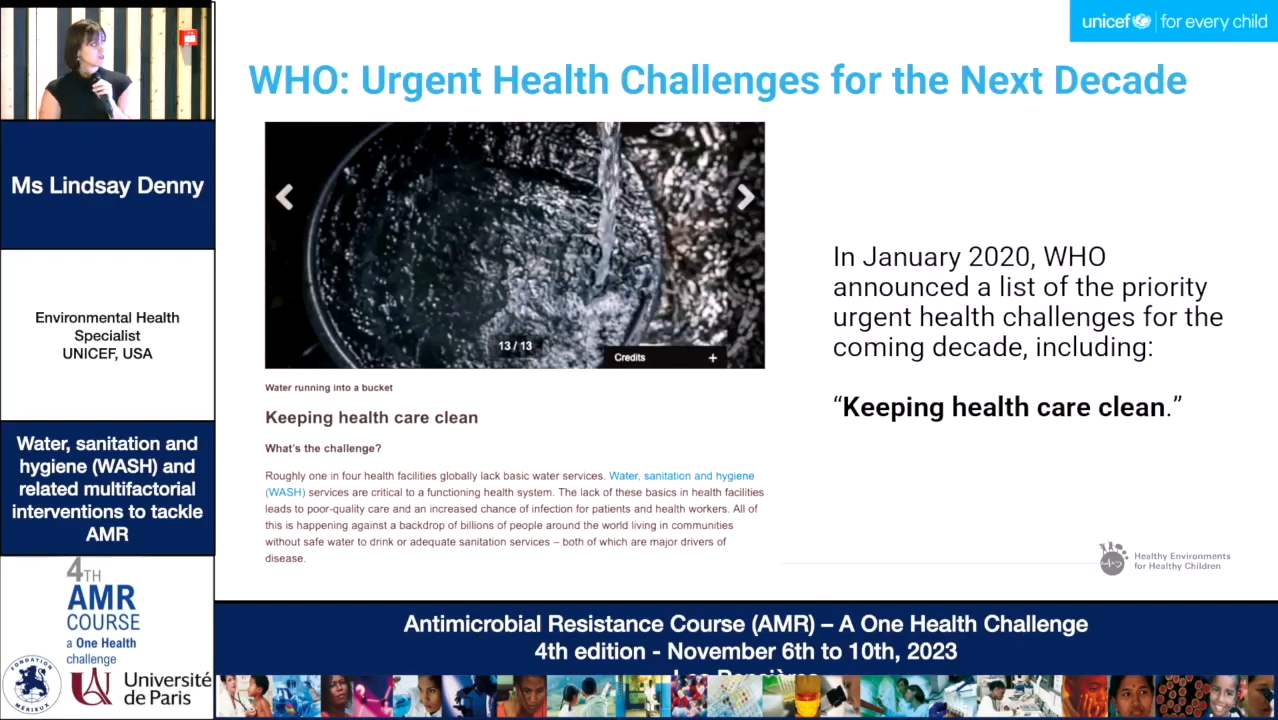 unicef for every child
WHO: Urgent Health Challenges for the Next Decade
Ms Lindsay Denny
Environmental Health
Specialist
UNICEF, USA
Water, sanitation and
hygiene (WASH) and
related multifactorial
interventions to tackle
AMR
4TH
AMR
COURSE
a One Health
challenge
FONDATION
MÉRIEUX
Université
de Paris
13 / 13
Credits +
Water running into a bucket
Keeping health care clean
What's the challenge?
Roughly one in four health facilities globally lack basic water services. Water, sanitation and hygiene
(WASH) services are critical to a functioning health system. The lack of these basics in health facilities
leads to poor-quality care and an increased chance of infection for patients and health workers. All of
this is happening against a backdrop of billions of people around the world living in communities
without safe water to drink or adequate sanitation services – both of which are major drivers of
disease.
In January 2020, WHO
announced a list of the priority
urgent health challenges for the
coming decade, including:
“Keeping health care clean.”
Healthy Environments
for Healthy Children
Antimicrobial Resistance Course (AMR) – A One Health Challenge
4th edition - November 6th to 10th, 2023